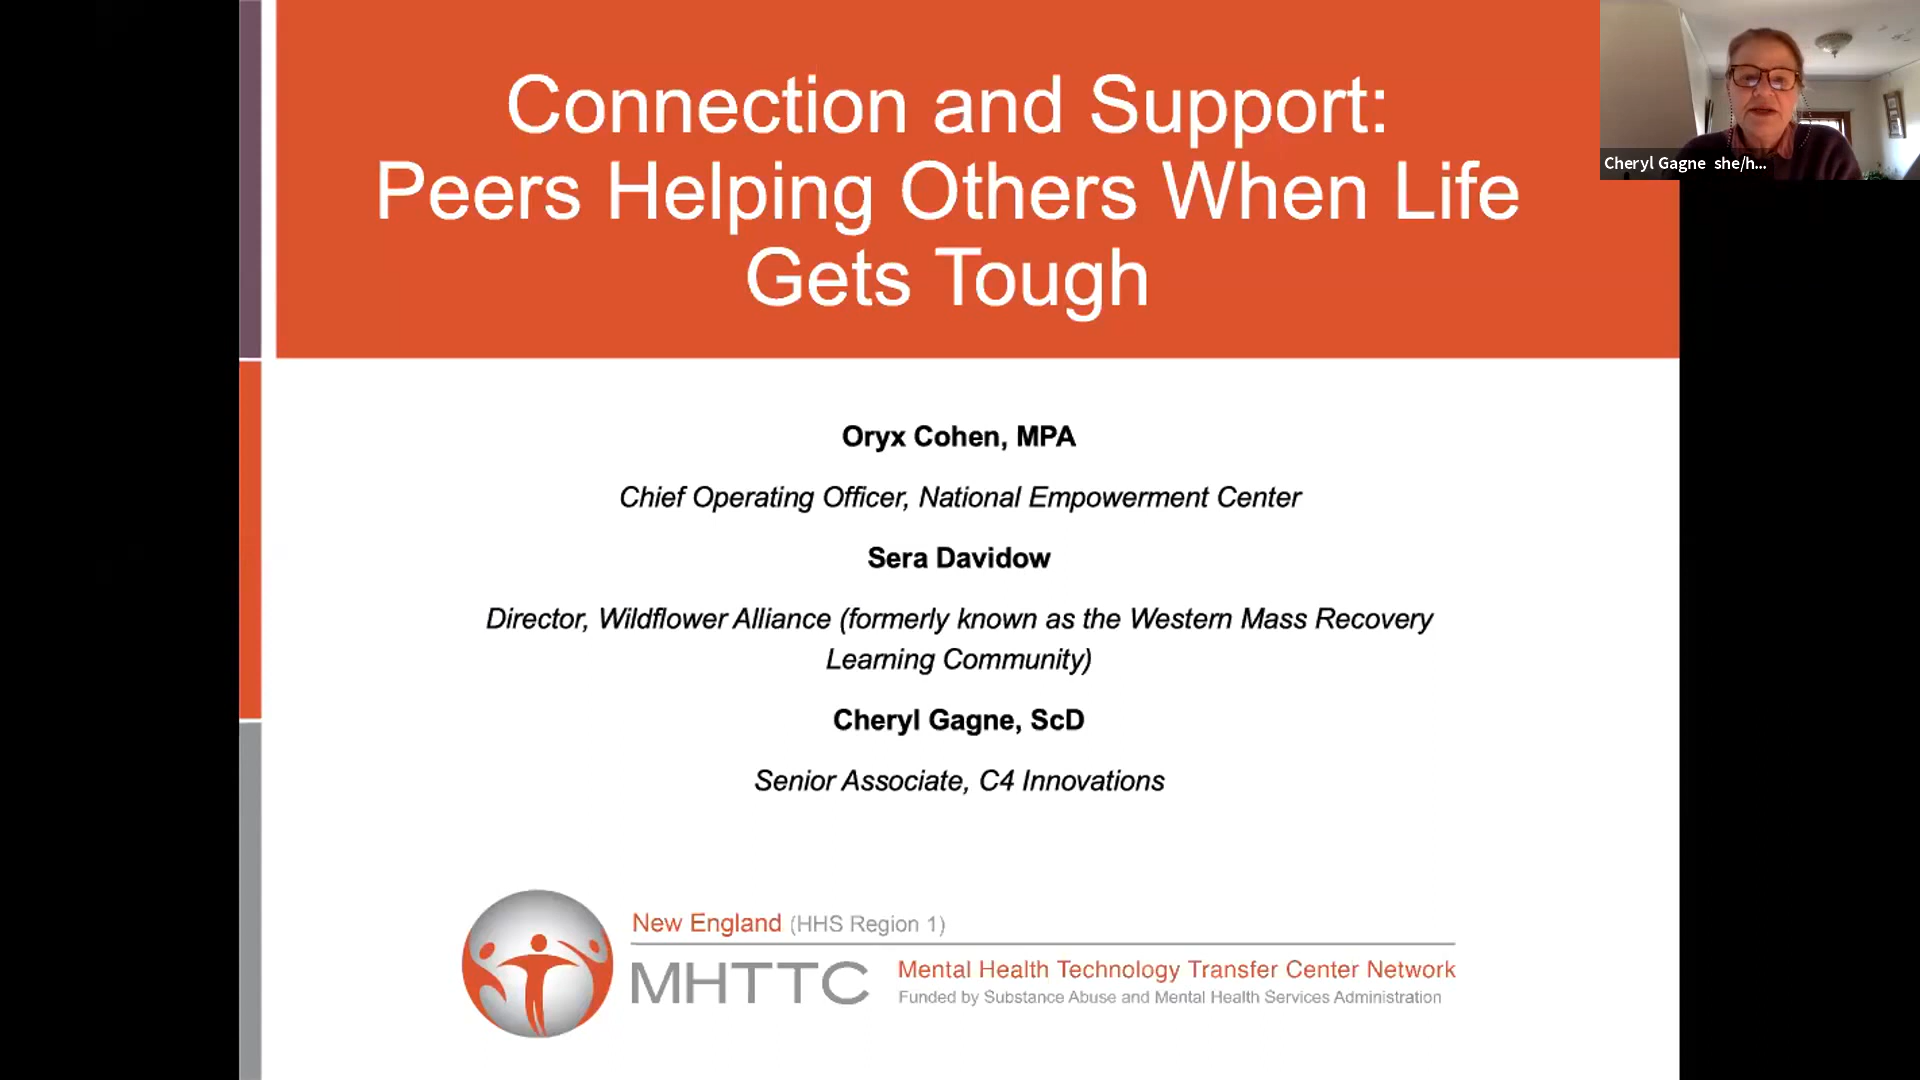 Connection and Support:
Peers Helping Others When Life
Gets Tough
Cheryl Gagne she/h...
Oryx Cohen, MPA
Chief Operating Officer, National Empowerment Center
Sera Davidow
Director, Wildflower Alliance (formerly known as the Western Mass Recovery
Learning Community)
Cheryl Gagne, ScD
Senior Associate, C4 Innovations
New England (HHS Region 1)
MHTTC
Mental Health Technology Transfer Center Network
Funded by Substance Abuse and Mental Health Services Administration